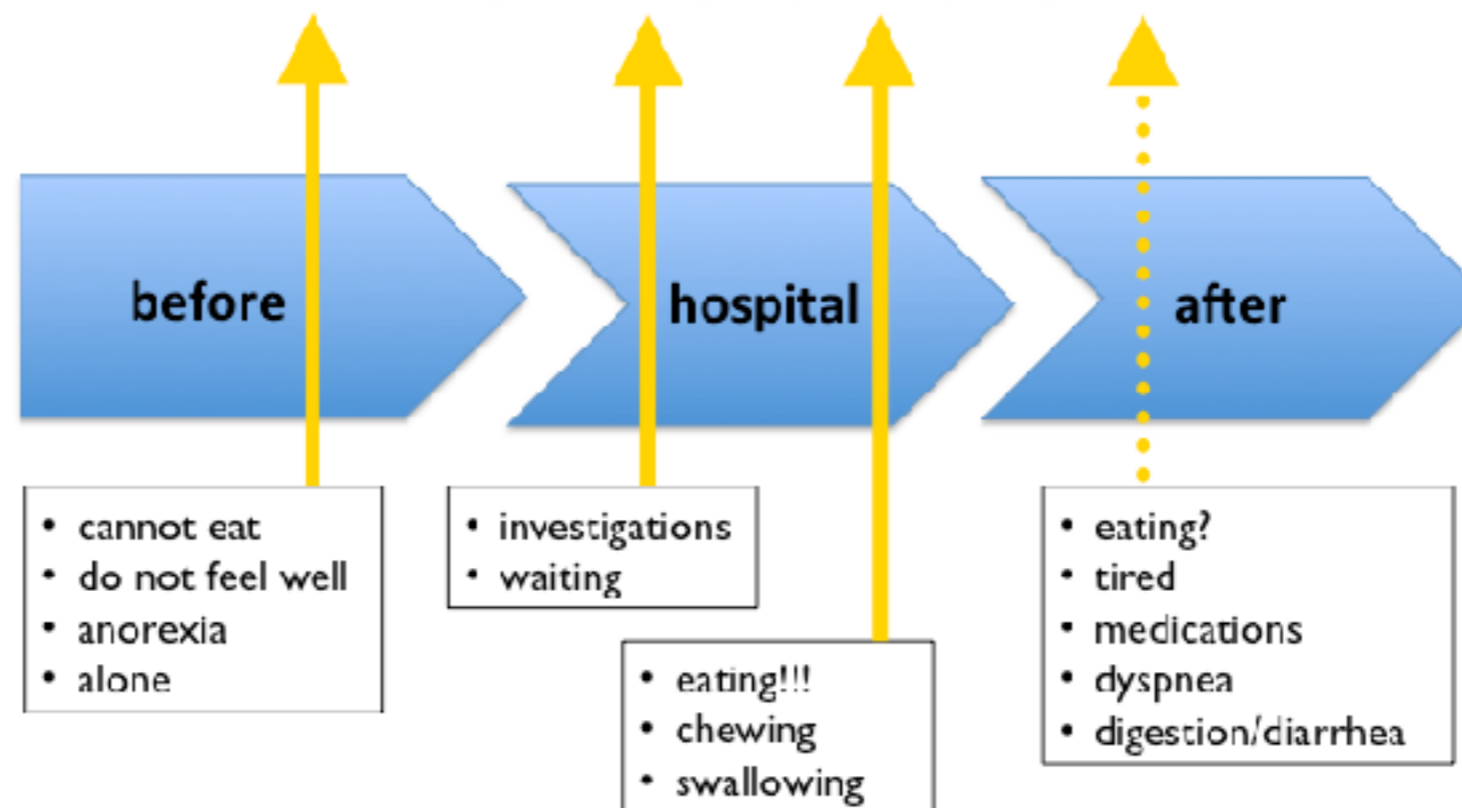 before
hospital
after
• cannot eat
• do not feel well
• anorexia
• alone
• investigations
• waiting
• eating!!!
• chewing
• swallowing
• eating?
• tired
• medications
• dyspnea
• digestion/diarrhea